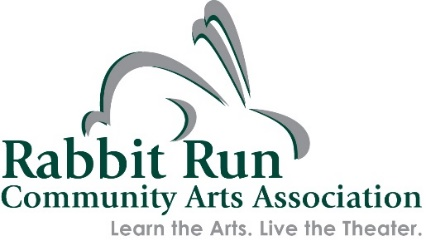 Rabbit Run
Community Arts Association
Learn the Arts. Live the Theater.